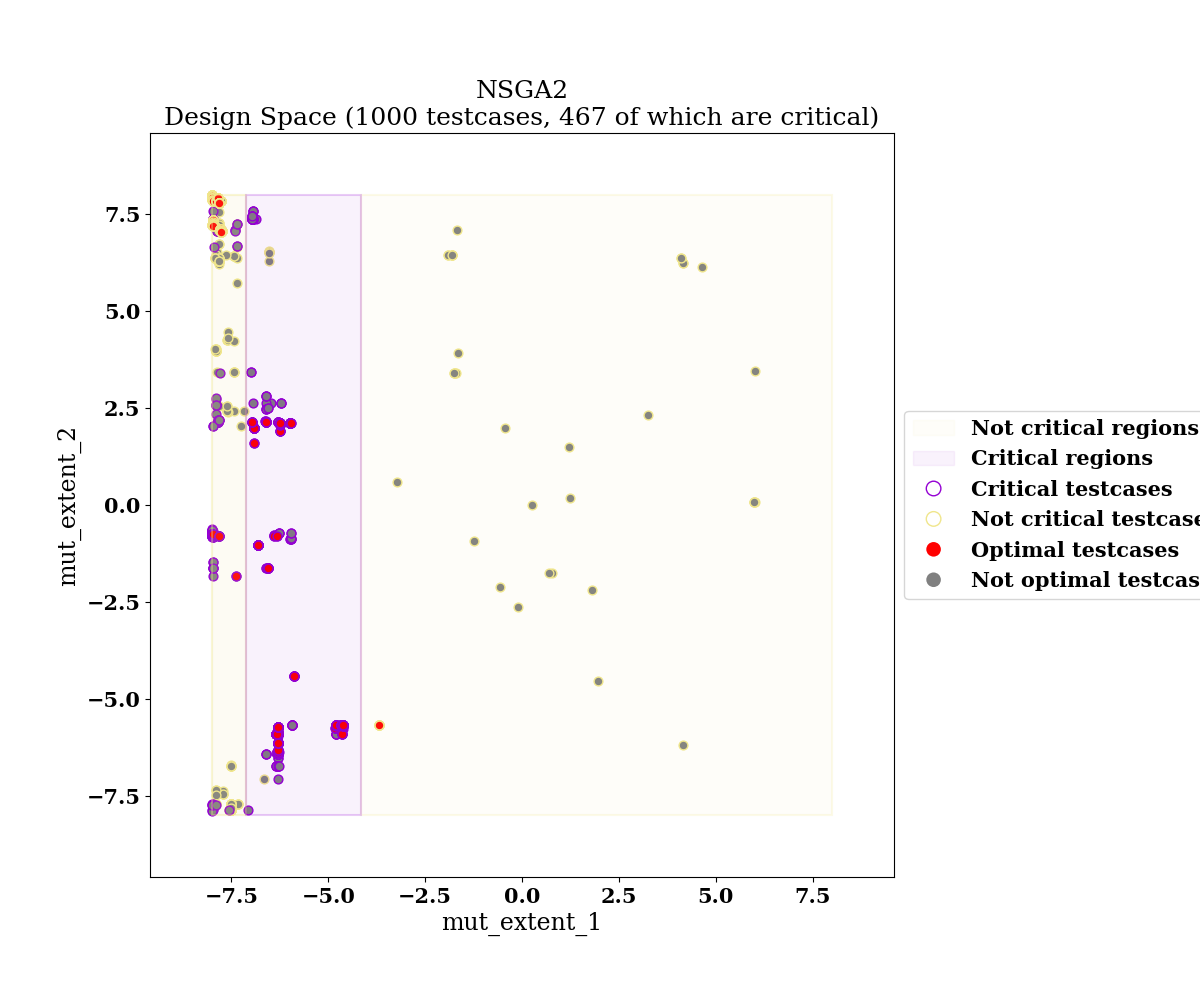 NSGA2
Design Space (1000 testcases, 467 of which are critical)
7.5
5.0
2.5
0.0
−2.5
−5.0
−7.5
mut_extent_2
−7.5 −5.0 −2.5 0.0 2.5 5.0 7.5
mut_extent_1
Not critical regions
Critical regions
Critical testcases
Not critical testcase
Optimal testcases
Not optimal testcas